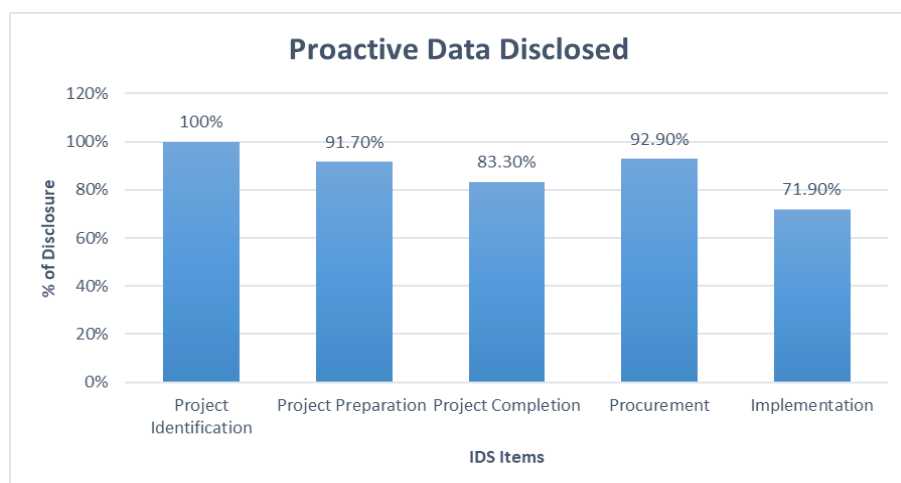 Proactive Data Disclosed
% of Disclosure
120%
100%
80%
60%
40%
20%
0%
100%
91.70%
83.30%
92.90%
71.90%
Project
Identification
Project Preparation
Project Completion
Procurement
Implementation
IDS Items